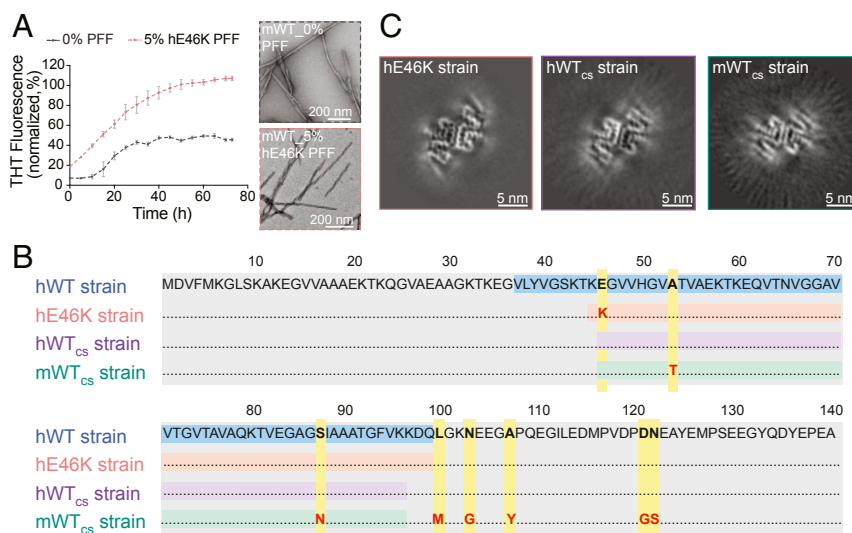 A
0% PFF
5% hE46K PFF
THT Fluorescence
(normalized, %)
120
100
80
60
40
20
0
0
20
40
60
80
Time (h)
mWT_0%
PFF
200 nm
mWT_5%
hE46K PFF
200 nm
C
hE46K strain
5 nm
hWTcs strain
5 nm
mWTcs strain
5 nm
B
10 20 30 40 50 60 70
hWT strain MDVFMKGLSKAKEGVVAAAEKTKQGVAEAAGKTKEGVLYVGSKTKEGVVHGVATVAEKTKEQVTNVGGAV
hE46K strain K
hWTcs strain
mWTcs strain T
80 90 100 110 120 130 140
hWT strain VTGVTAVAQKTVEGAGSIAAATGFVKKDQLGKNEEGAPQEGILEDMPVDPDNEAYEMPSEEGYQDYEPEA
hE46K strain
hWTcs strain
mWTcs strain N M G Y GS